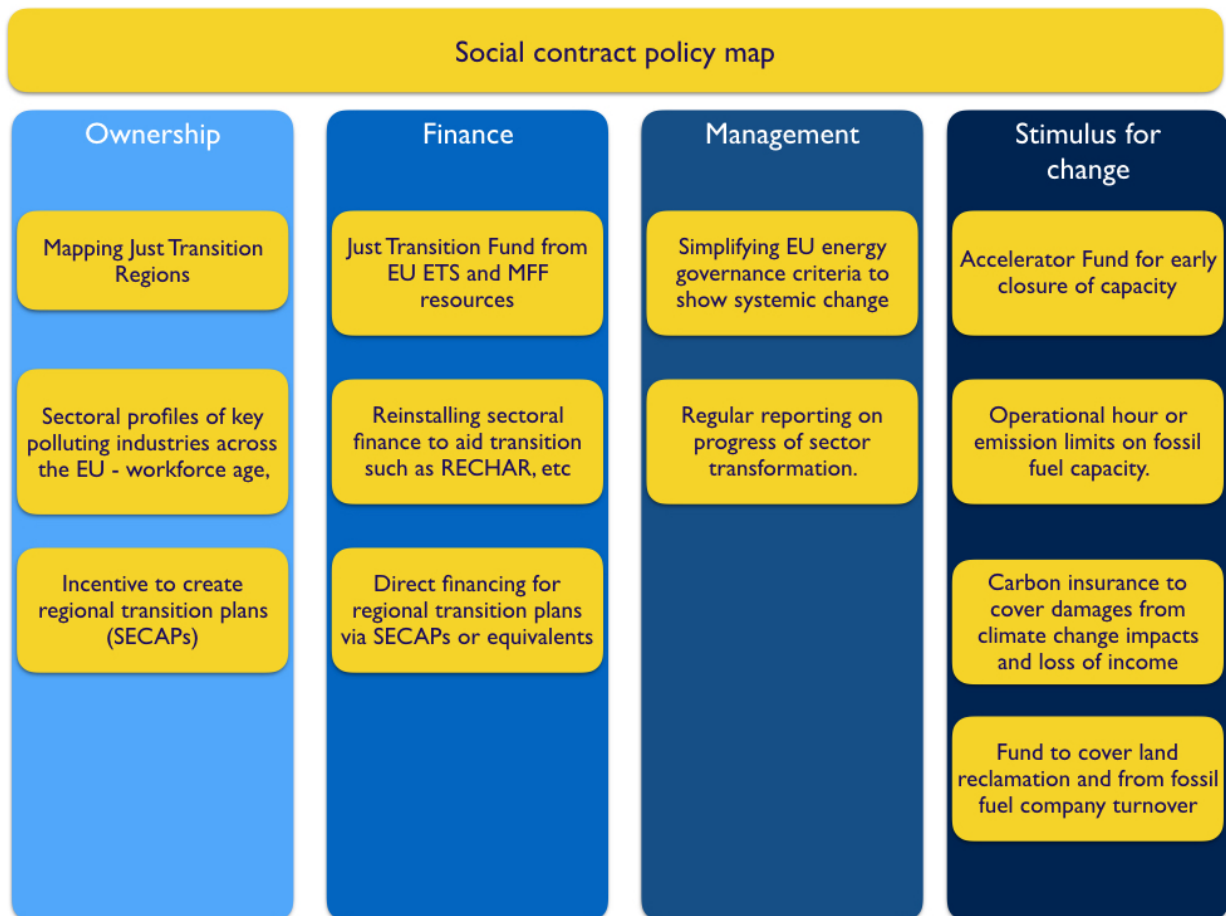 Social contract policy map
Ownership
Mapping Just Transition
Regions
Sectoral profiles of key
polluting industries across
the EU - workforce age,
Incentive to create
regional transition plans
(SECAPs)
Finance
Just Transition Fund from
EU ETS and MFF
resources
Reinstalling sectoral
finance to aid transition
such as RECHAR, etc
Direct financing for
regional transition plans
via SECAPs or equivalents
Management
Simplifying EU energy
governance criteria to
show systemic change
Regular reporting on
progress of sector
transformation.
Stimulus for
change
Accelerator Fund for early
closure of capacity
Operational hour or
emission limits on fossil
fuel capacity.
Carbon insurance to
cover damages from
climate change impacts
and loss of income
Fund to cover land
reclamation and from fossil
fuel company turnover